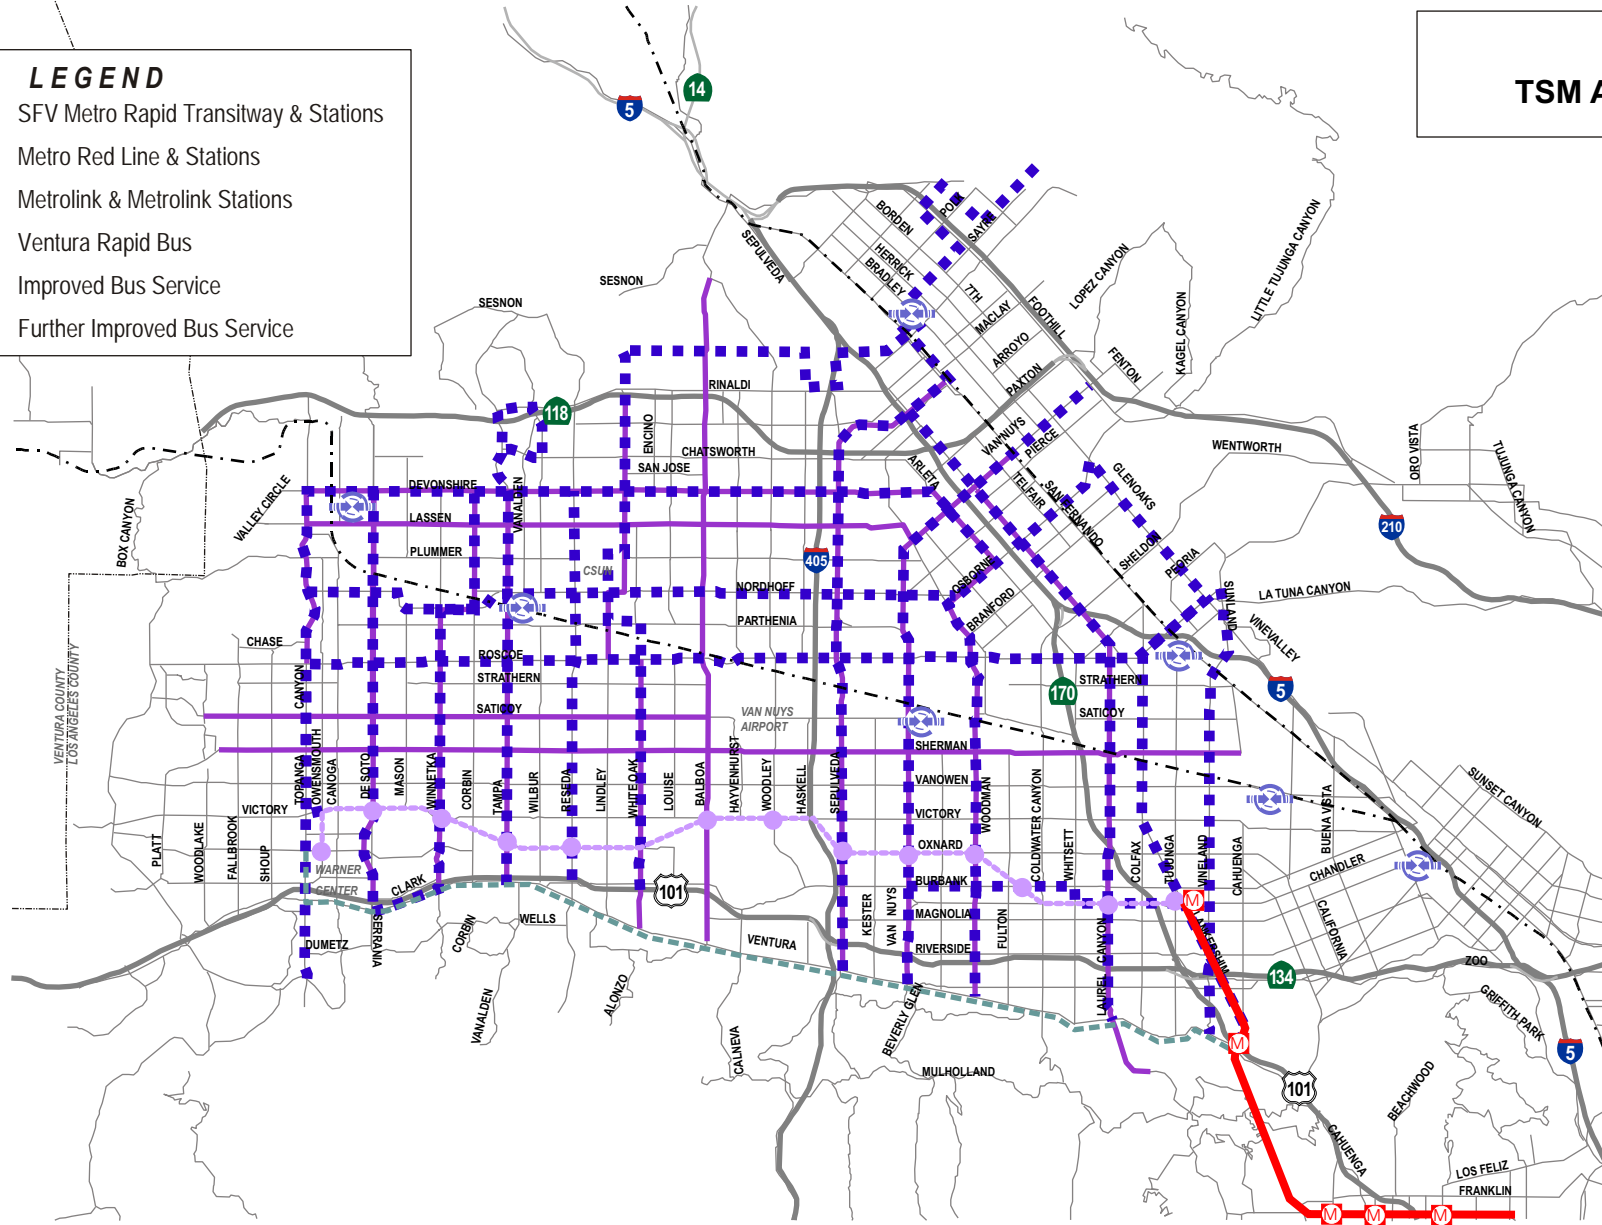 LEGEND
SFV Metro Rapid Transitway & Stations
Metro Red Line & Stations
Metrolink & Metrolink Stations
Ventura Rapid Bus
Improved Bus Service
Further Improved Bus Service
TSM A
14
5
SEPULVEDA
BORDEN
POLK
SAYRE
HERRICK
BRADLEY
7TH
MACLAY
ARROYO
FOOTHILL
PAXTON
FENTON
LOPEZ CANYON
KAGEL CANYON
LITTLE TUJUNGA CANYON
SESNON
SESNON
RINALDI
118
ENCINO
CHATSWORTH
SAN JOSE
VAN NUYS
PIERCE
ARLETA
TELFAIR
SAN FERNANDO
GLENOAKS
WENTWORTH
ORO VISTA
TUJUNGA CANYON
210
BOX CANYON
VALLEY CIRCLE
DEVONSHIRE
LASSEN
PLUMMER
VANALDEN
CSUN
405
NORDHOFF
PARTHENIA
OSBORNE
BRANFORD
SHELDON
PEORIA
SUNLAND
LA TUNA CANYON
VINEVALLEY
5
CHASE
ROSCOE
STRATHERN
SATICOY
VENTURA COUNTY
LOS ANGELES COUNTY
CANYON
TOPANGA
VAN NUYS
AIRPORT
170
STRATHERN
SATICOY
SHERMAN
VANOWEN
VICTORY
OXNARD
BURBANK
MAGNOLIA
RIVERSIDE
VICTORY
PLATT
WOODLAKE
FALLBROOK
SHOUP
OWENSMOUTH
CANOGA
DE SOTO
MASON
WINNETKA
CORBIN
TAMPA
WILBUR
RESEDA
LINDLEY
WHITE OAK
LOUISE
BALBOA
HAYVENHURST
WOODLEY
HASKELL
SEPULVEDA
KESTER
VAN NUYS
WOODMAN
FULTON
COLDWATER CANYON
WHITSETT
LAUREL CANYON
COLFAX
TUJUNGA
VINELAND
CAHUENGA
LANKERSHIM
BUENA VISTA
CHANDLER
CALIFORNIA
SUNSET CANYON
WARNER
CENTER
CLARK
WELLS
DUMETZ
SERRANIA
CORBIN
VANALDEN
ALONZO
101
VENTURA
CALNEVA
BEVERLY GLEN
MULHOLLAND
134
ZOO
GRIFFITH PARK
5
101
BEACHWOOD
CAHUENGA
LOS FELIZ
FRANKLIN
M
M
M
M
M